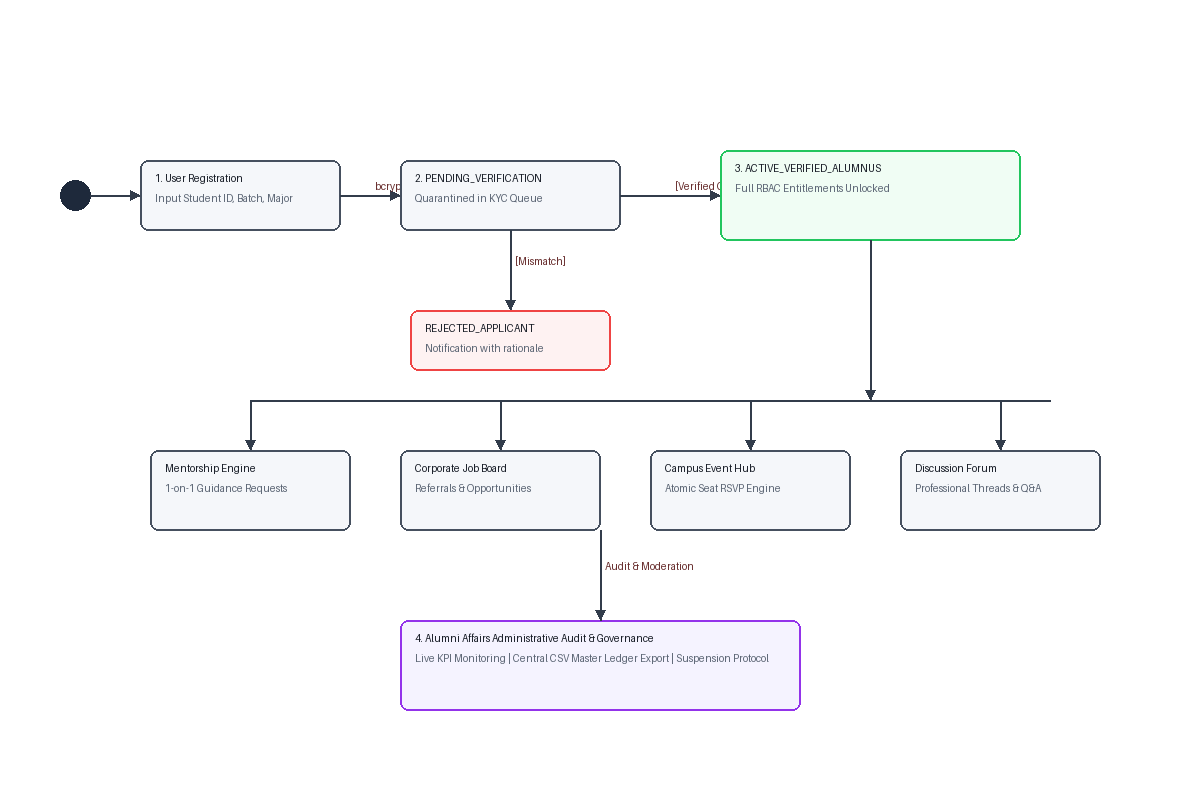 1. User Registration
Input Student ID, Batch, Major
2. PENDING_VERIFICATION
Quarantined in KYC Queue
[Verified
3. ACTIVE_VERIFIED_ALUMNUS
Full RBAC Entitlements Unlocked
[Mismatch]
REJECTED_APPLICANT
Notification with rationale
Mentorship Engine
1-on-1 Guidance Requests
Corporate Job Board
Referrals & Opportunities
Campus Event Hub
Atomic Seat RSVP Engine
Discussion Forum
Professional Threads & Q&A
Audit & Moderation
4. Alumni Affairs Administrative Audit & Governance
Live KPI Monitoring | Central CSV Master Ledger Export | Suspension Protocol